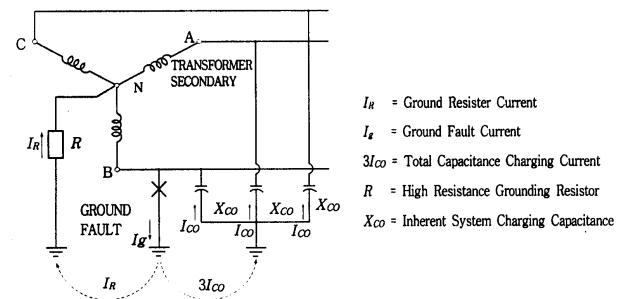 C
A
TRANSFORMER
SECONDARY
N
I_R
R
B
GROUND
FAULT
I_g
I_CO
X_CO
I_CO
X_CO
I_CO
X_CO
I_R
3I_CO
I_R = Ground Resister Current
I_g = Ground Fault Current
3I_CO = Total Capacitance Charging Current
R = High Resistance Grounding Resistor
X_CO = Inherent System Charging Capacitance